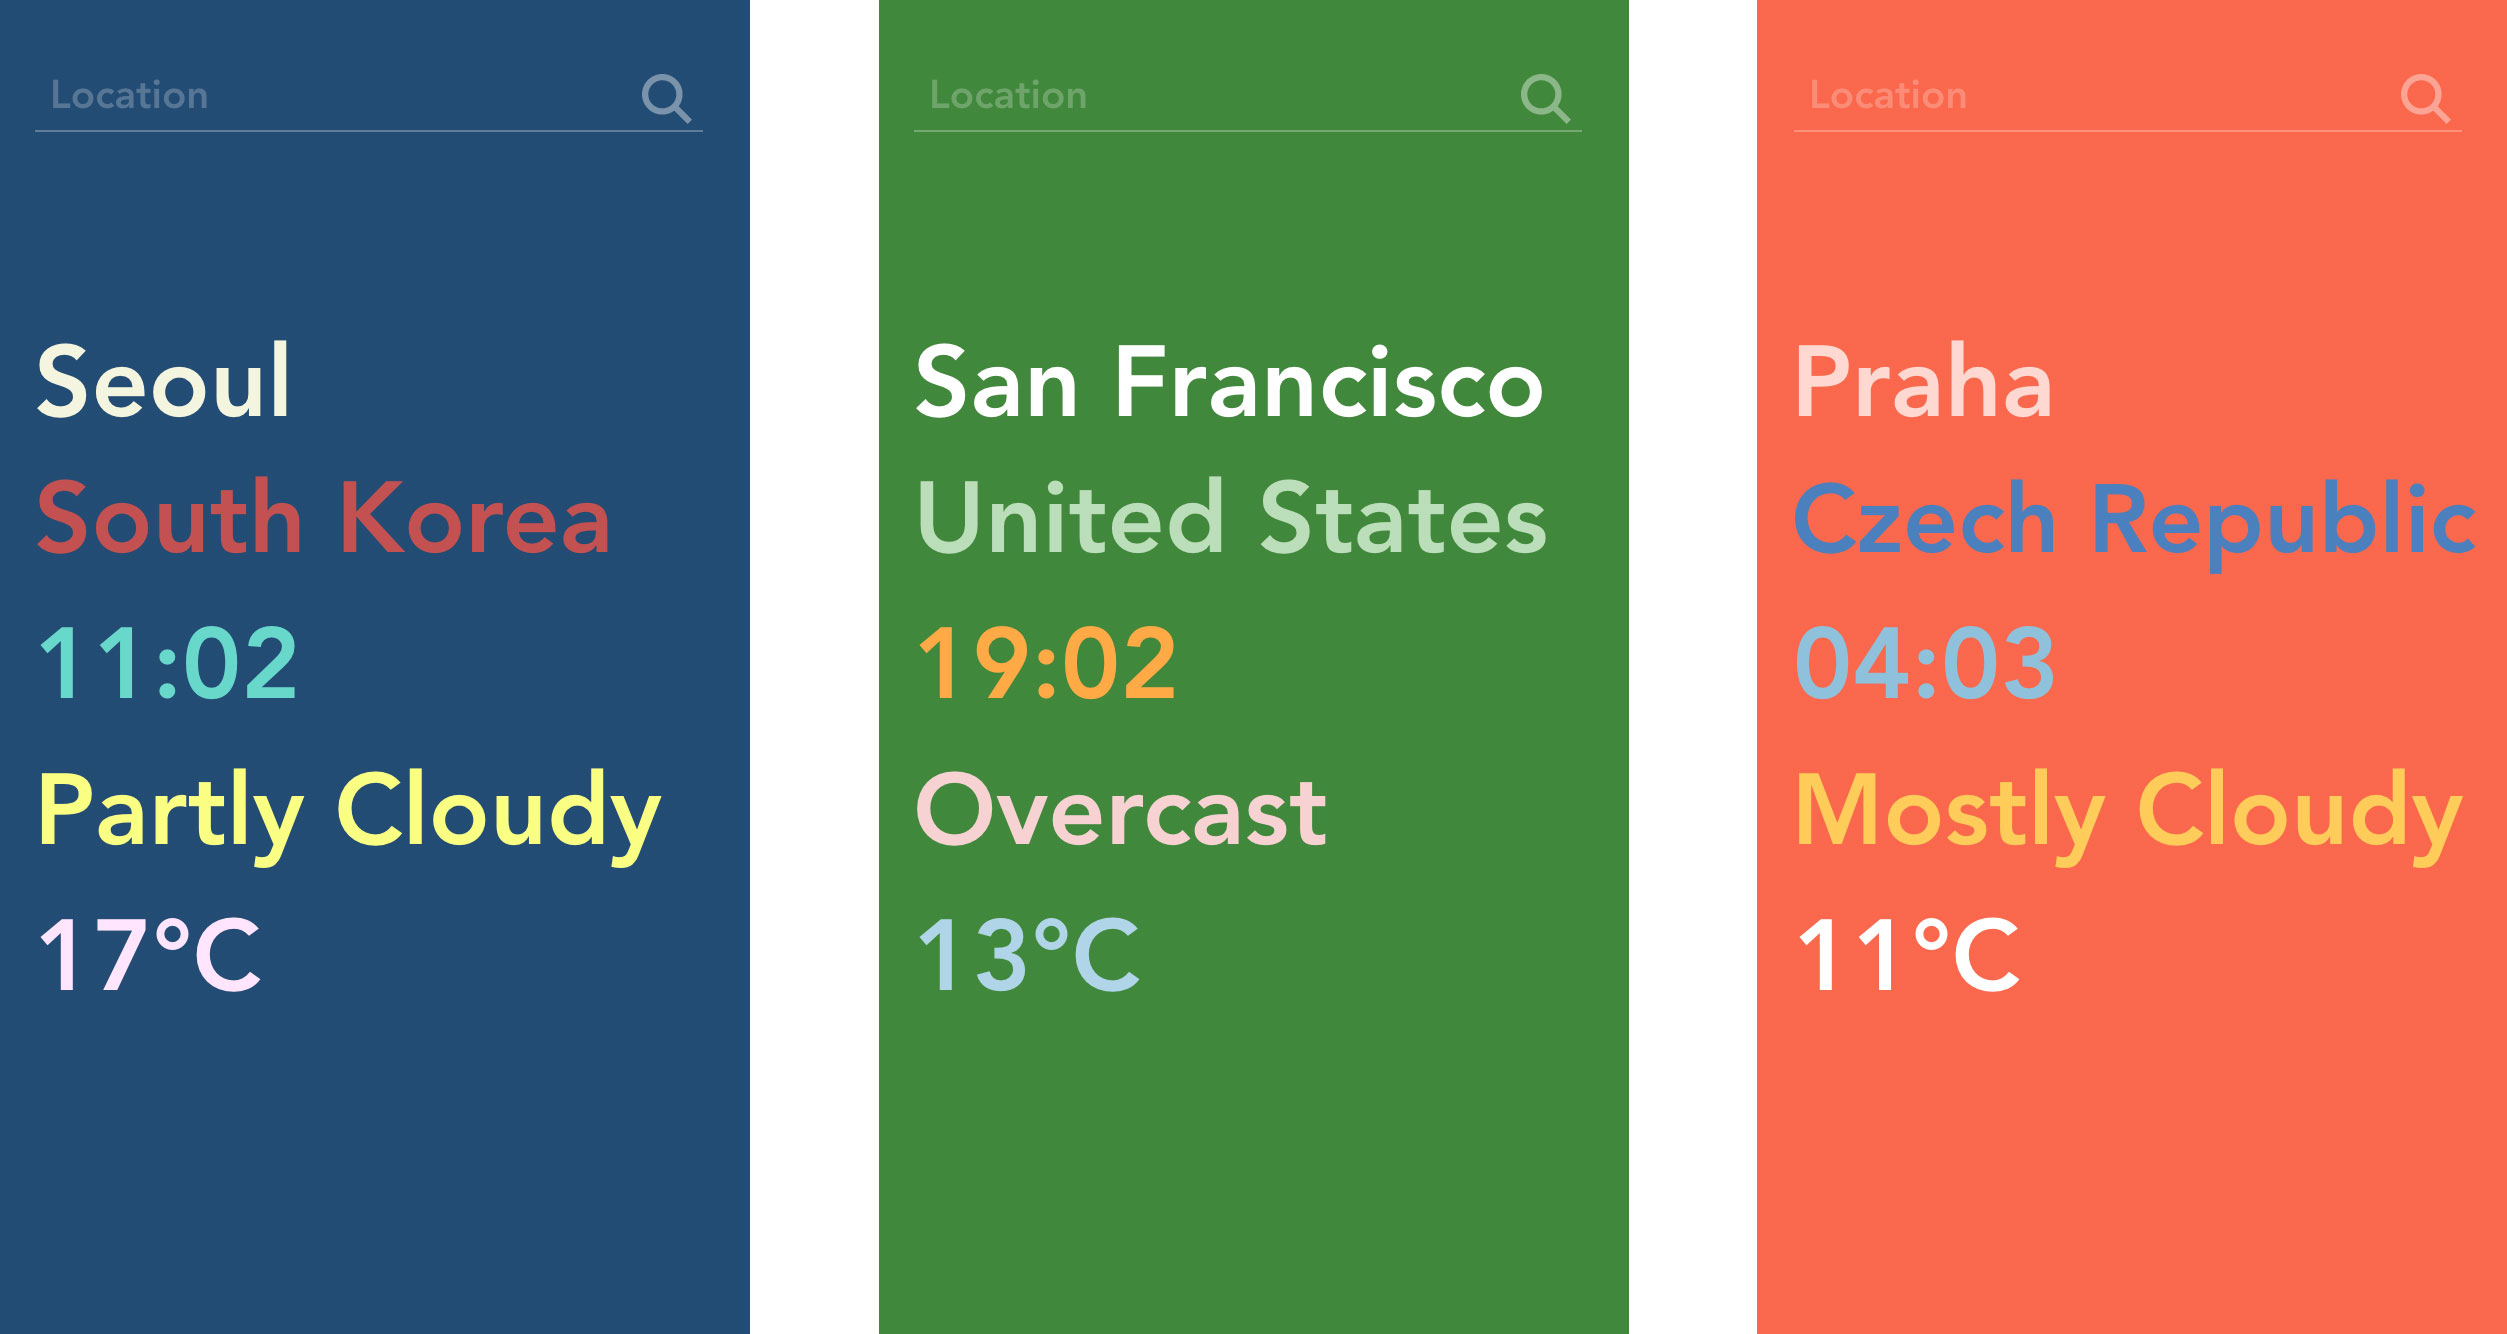 Location
Seoul
South Korea
11:02
Partly Cloudy
17°C
Location
San Francisco
United States
19:02
Overcast
13°C
Location
Praha
Czech Republic
04:03
Mostly Cloudy
11°C